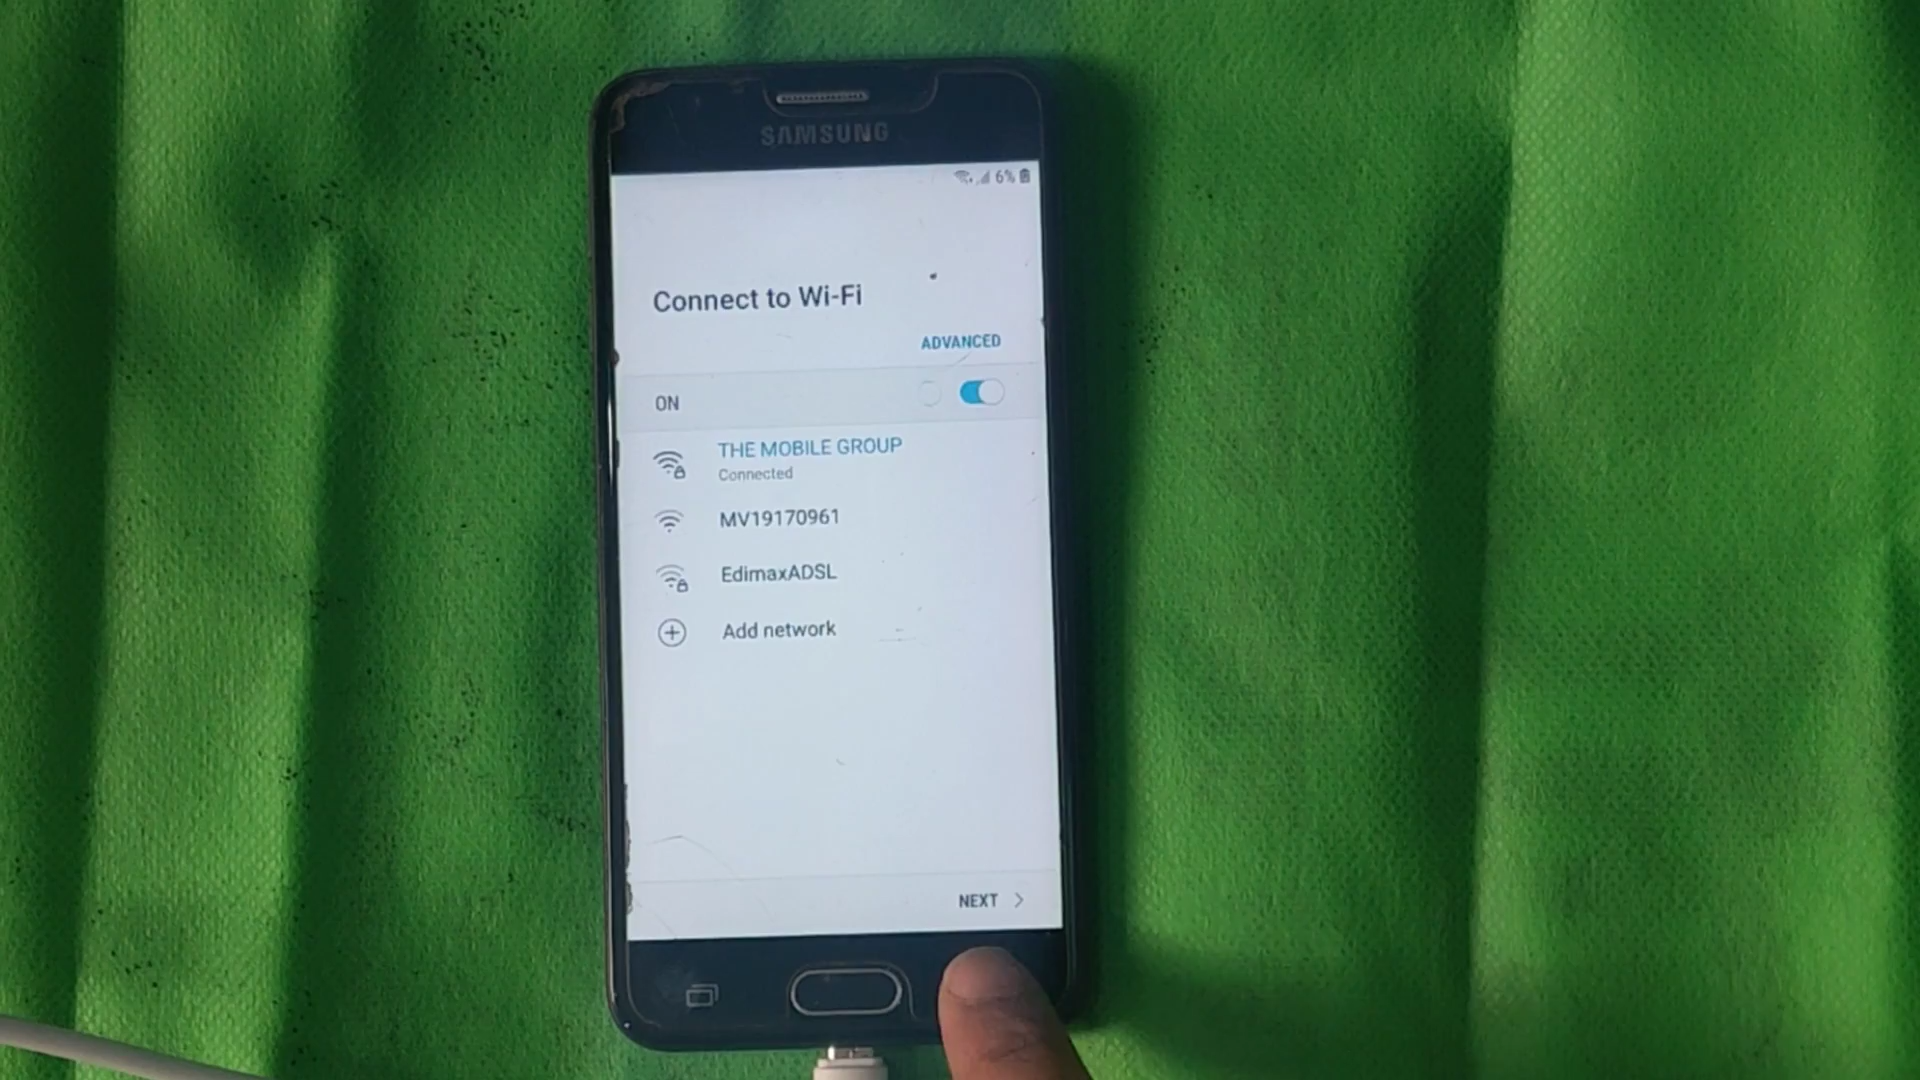 SAMSUNG
6%
Connect to Wi-Fi
ADVANCED
ON
THE MOBILE GROUP
Connected
MV19170961
EdimaxADSL
Add network
NEXT